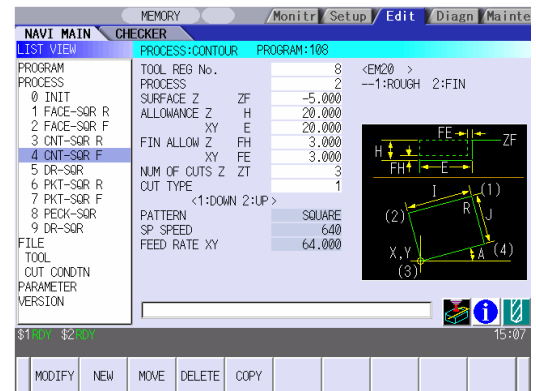 MEMORY Monitr Setup Edit Diagn Mainte
NAVI MAIN CHECKER
LIST VIEW PROCESS:CONTOUR PROGRAM:108
PROGRAM
PROCESS
0 INIT
1 FACE-SQR R
2 FACE-SQR F
3 CNT-SQR R
4 CNT-SQR F
5 DR-SQR
6 PKT-SQR R
7 PKT-SQR F
8 PECK-SQR
9 DR-SQR
FILE
TOOL
CUT CONDTN
PARAMETER
VERSION
TOOL REG No. 8 <EM20 >
PROCESS 2 --1:ROUGH 2:FIN
SURFACE Z ZF -5.000
ALLOWANCE Z H 20.000
XY E 20.000
FIN ALLOW Z FH 3.000
XY FE 3.000
NUM OF CUTS Z ZT 3
CUT TYPE 1
<1:DOWN 2:UP>
PATTERN SQUARE
SP SPEED 640
FEED RATE XY 64.000
FE ZF
H
FH E
I (1)
(2) R J
X,Y A (4)
(3)
$1RDY $2RDY 15:07
MODIFY NEW MOVE DELETE COPY